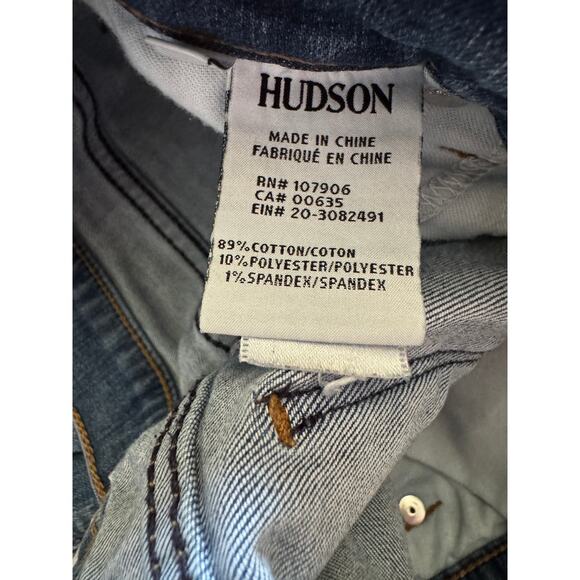 HUDSON
MADE IN CHINE
FABRIQUÉ EN CHINE
RN# 107906
CA# 00635
EIN# 20-3082491
89%COTTON/COTON
10%POLYESTER/POLYESTER
1%SPANDEX/SPANDEX